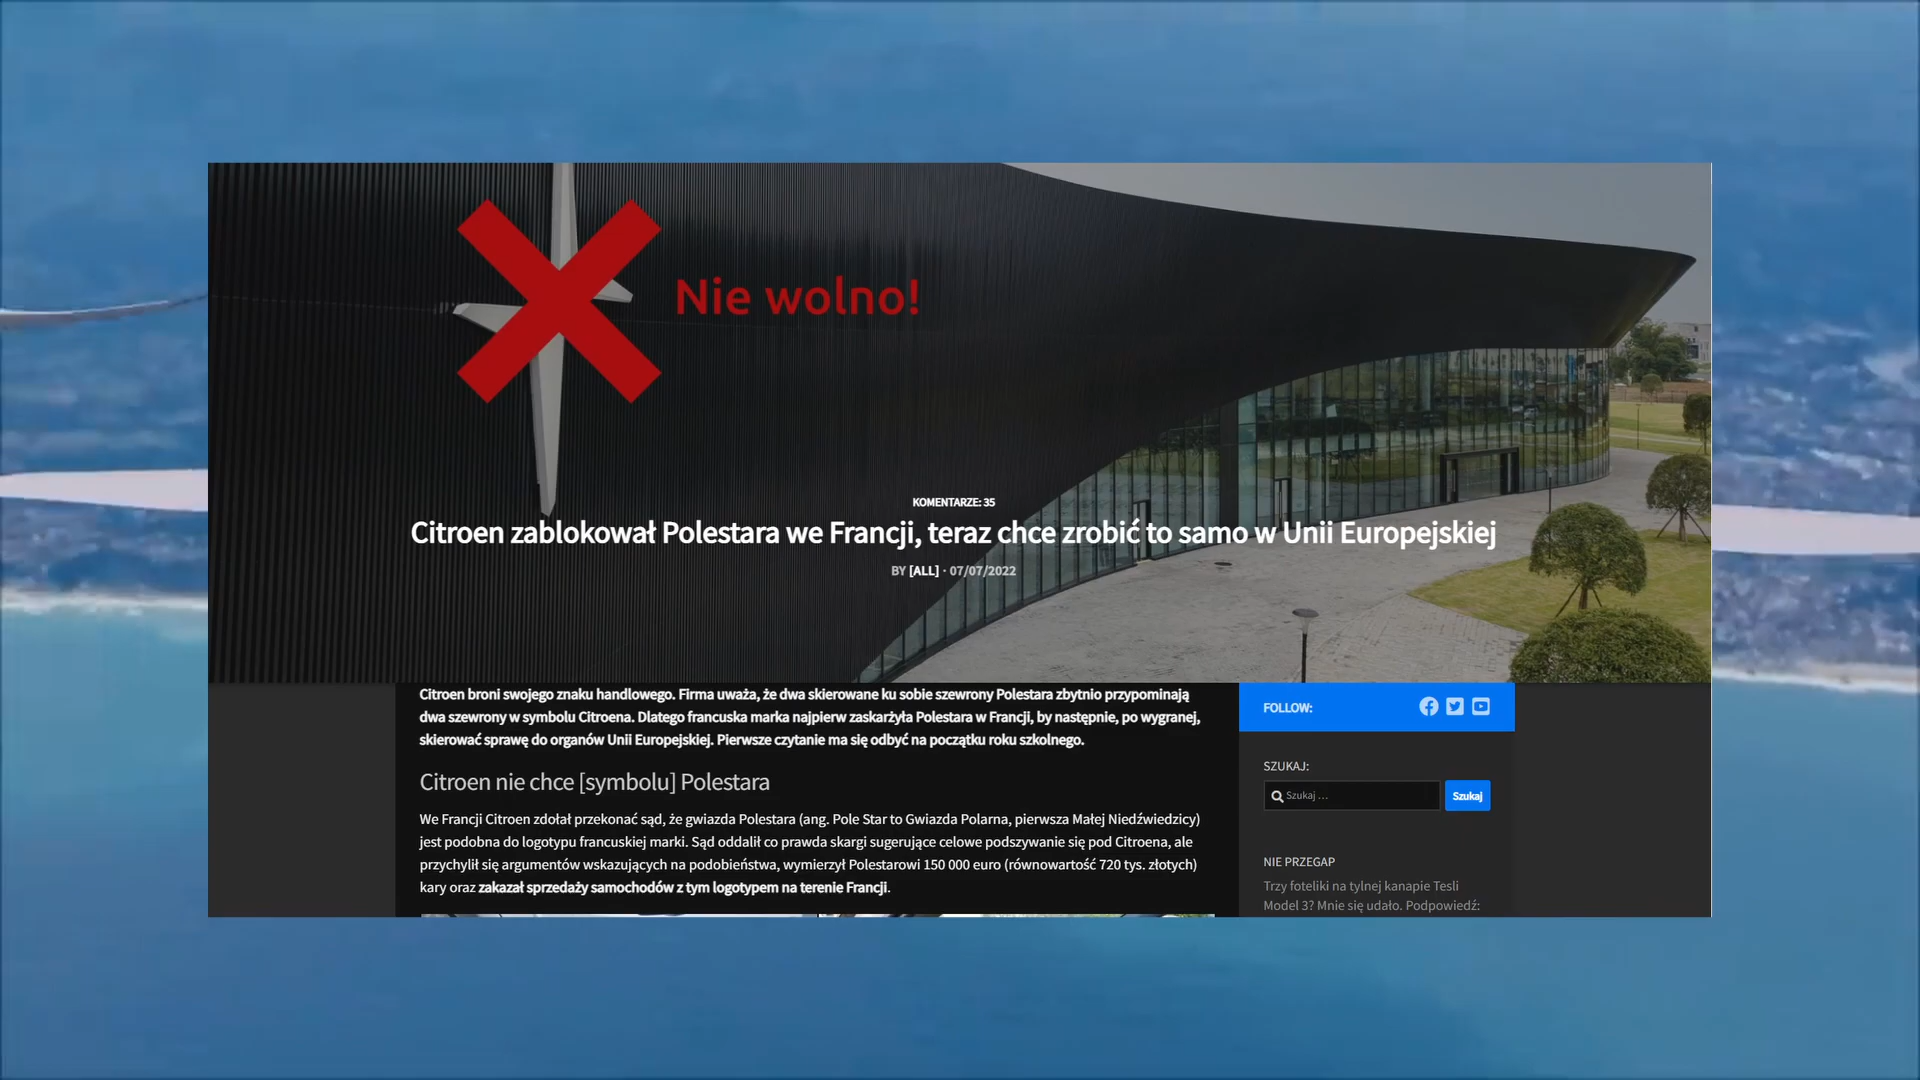 Nie wolno!
KOMENTARZE: 35
Citroen zablokował Polestara we Francji, teraz chce zrobić to samo w Unii Europejskiej
BY [ALL] · 07/07/2022
Citroen broni swojego znaku handlowego. Firma uważa, że dwa skierowane ku sobie szewrony Polestara zbytnio przypominają
dwa szewrony w symbolu Citroena. Dlatego francuska marka najpierw zaskarżyła Polestara w Francji, by następnie, po wygranej,
skierować sprawę do organów Unii Europejskiej. Pierwsze czytanie ma się odbyć na początku roku szkolnego.
Citroen nie chce [symbolu] Polestara
We Francji Citroen zdołał przekonać sąd, że gwiazda Polestara (ang. Pole Star to Gwiazda Polarna, pierwsza Małej Niedźwiedzicy)
jest podobna do logotypu francuskiej marki. Sąd oddalił co prawda skargi sugerujące celowe podszywanie się pod Citroena, ale
przychylił się argumentów wskazujących na podobieństwa, wymierzył Polestarowi 150 000 euro (równowartość 720 tys. złotych)
kary oraz zakazał sprzedaży samochodów z tym logotypem na terenie Francji.
FOLLOW:
SZUKAJ:
Szukaj …
Szukaj
NIE PRZEGAP
Trzy foteliki na tylnej kanapie Tesli
Model 3? Mnie się udało. Podpowiedź: